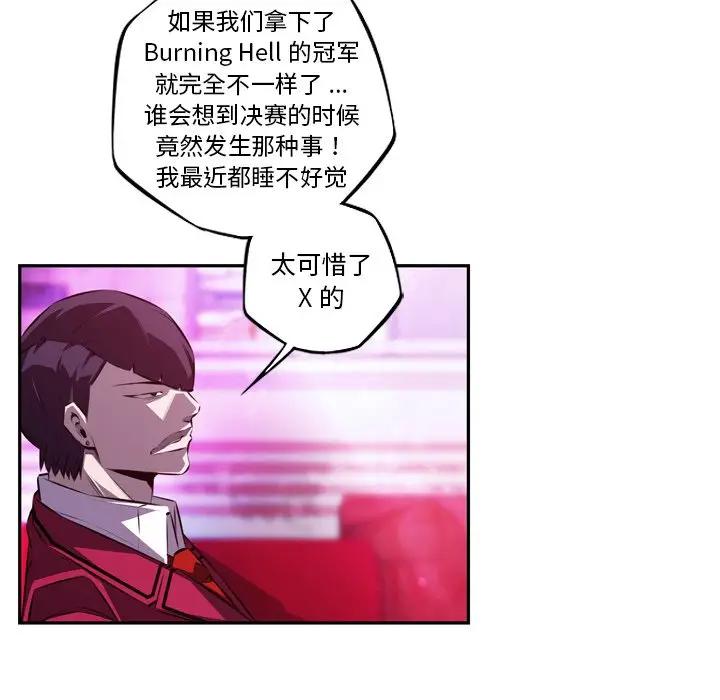 如果我们拿下了
Burning Hell 的冠军
就完全不一样了 ...
谁会想到决赛的时候
竟然发生那种事！
我最近都睡不好觉
太可惜了
X 的